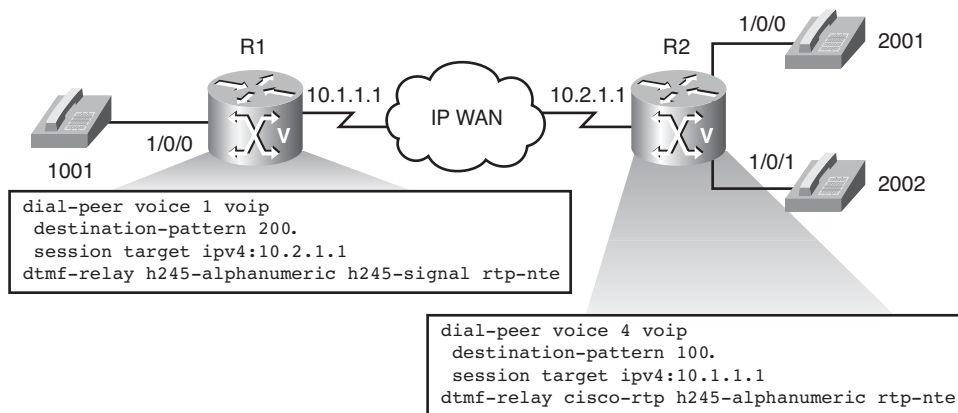 1/0/0
2001
R1
R2
10.1.1.1
IP WAN
10.2.1.1
V
V
1/0/0
1001
1/0/1
2002
dial-peer voice 1 voip
destination-pattern 200.
session target ipv4:10.2.1.1
dtmf-relay h245-alphanumeric h245-signal rtp-nte
dial-peer voice 4 voip
destination-pattern 100.
session target ipv4:10.1.1.1
dtmf-relay cisco-rtp h245-alphanumeric rtp-nte